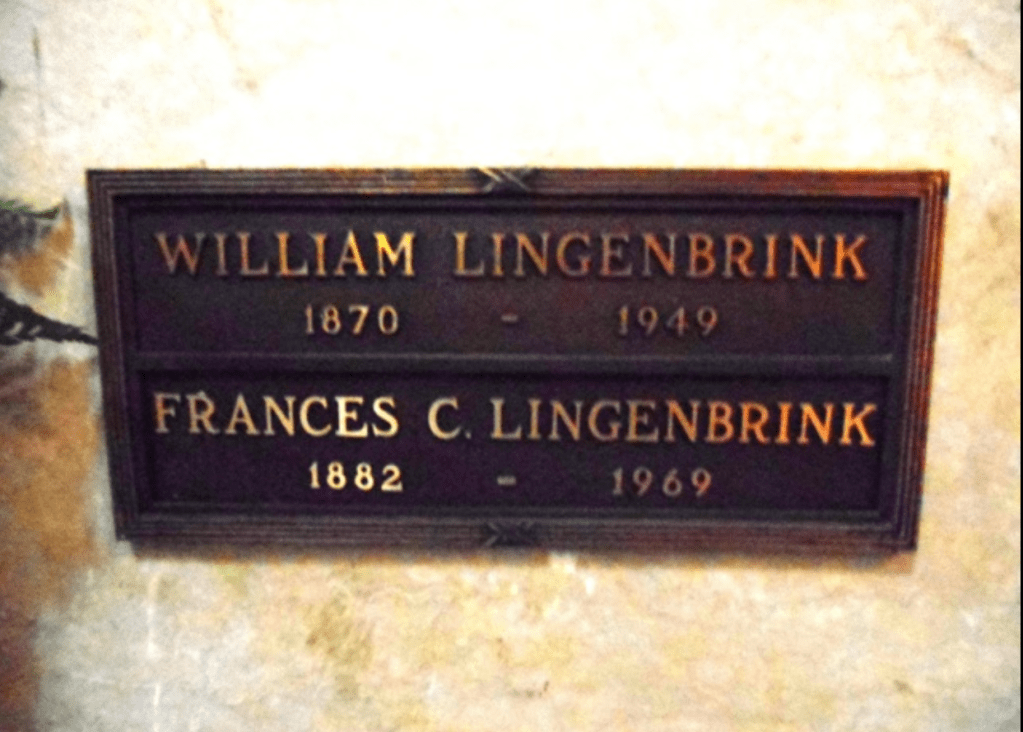 WILLIAM LINGENBRINK
1870 - 1949
FRANCES C. LINGENBRINK
1882 - 1969